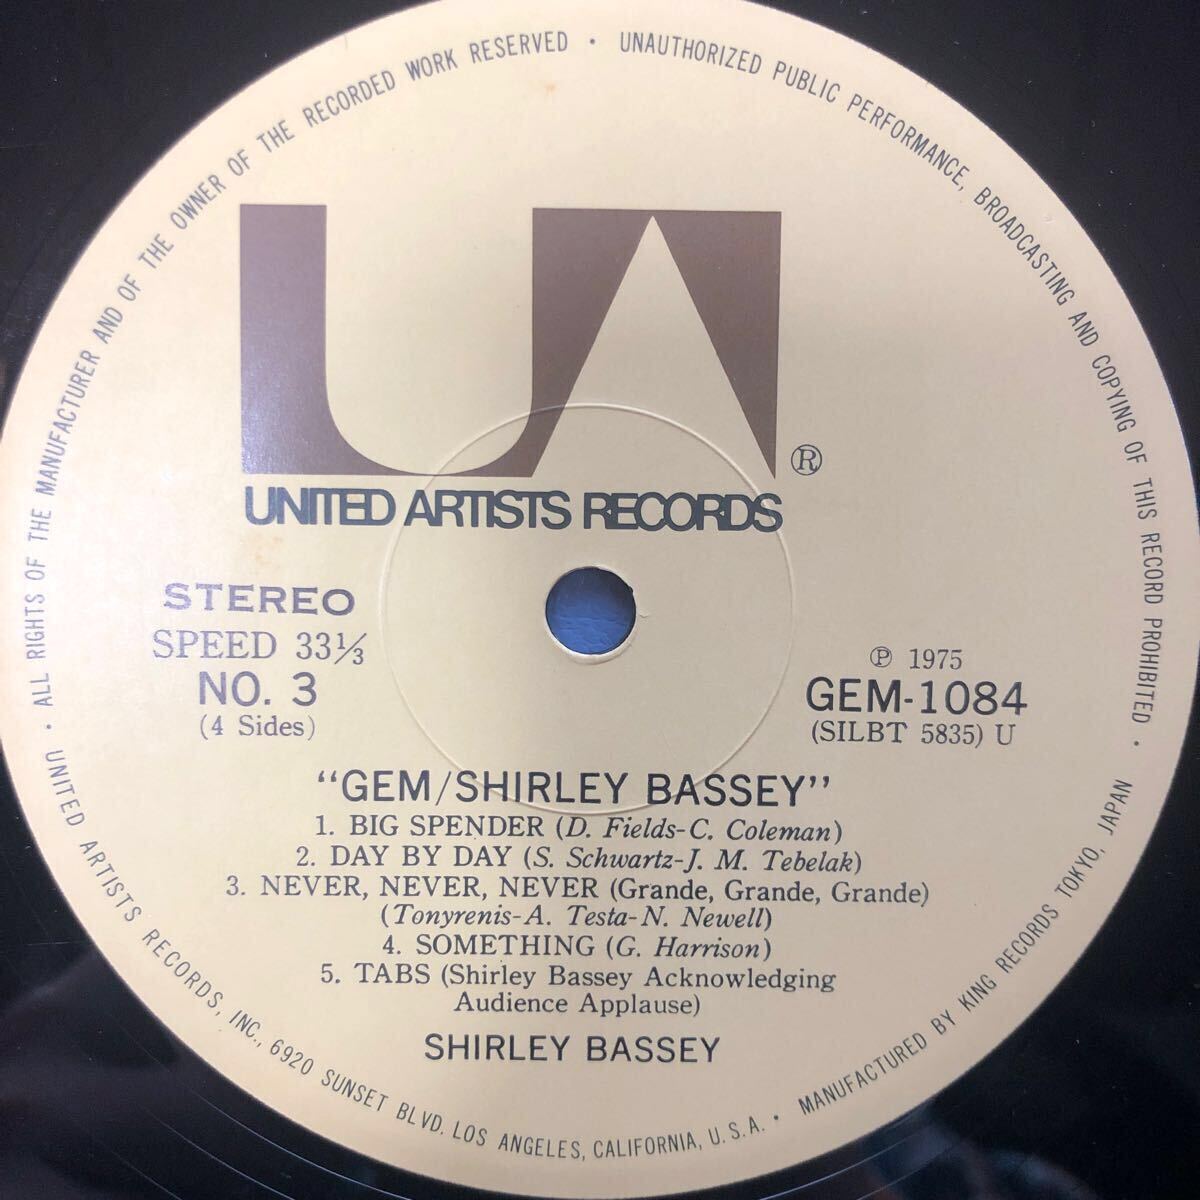 UNITED ARTISTS RECORDS, INC., 6920 SUNSET BLVD. LOS ANGELES, CALIFORNIA, U.S.A. • MANUFACTURED BY KING RECORDS TOKYO, JAPAN
• ALL RIGHTS OF THE MANUFACTURER AND OF THE OWNER OF THE RECORDED WORK RESERVED • UNAUTHORIZED PUBLIC PERFORMANCE, BROADCASTING AND COPYING OF THIS RECORD PROHIBITED •
UA
®
UNITED ARTISTS RECORDS
STEREO
SPEED 33⅓
NO. 3
(4 Sides)
℗ 1975
GEM-1084
(SILBT 5835) U
"GEM/SHIRLEY BASSEY"
1. BIG SPENDER (D. Fields-C. Coleman)
2. DAY BY DAY (S. Schwartz-J. M. Tebelak)
3. NEVER, NEVER, NEVER (Grande, Grande, Grande)
(Tonyrenis-A. Testa-N. Newell)
4. SOMETHING (G. Harrison)
5. TABS (Shirley Bassey Acknowledging
Audience Applause)
SHIRLEY BASSEY